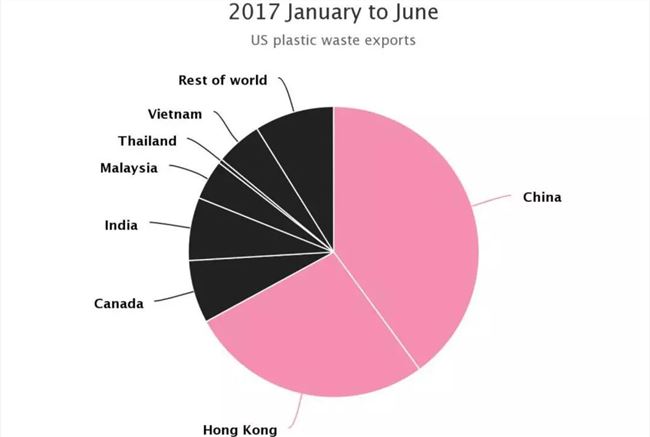 2017 January to June
US plastic waste exports
Rest of world
Vietnam
Thailand
Malaysia
India
Canada
Hong Kong
China